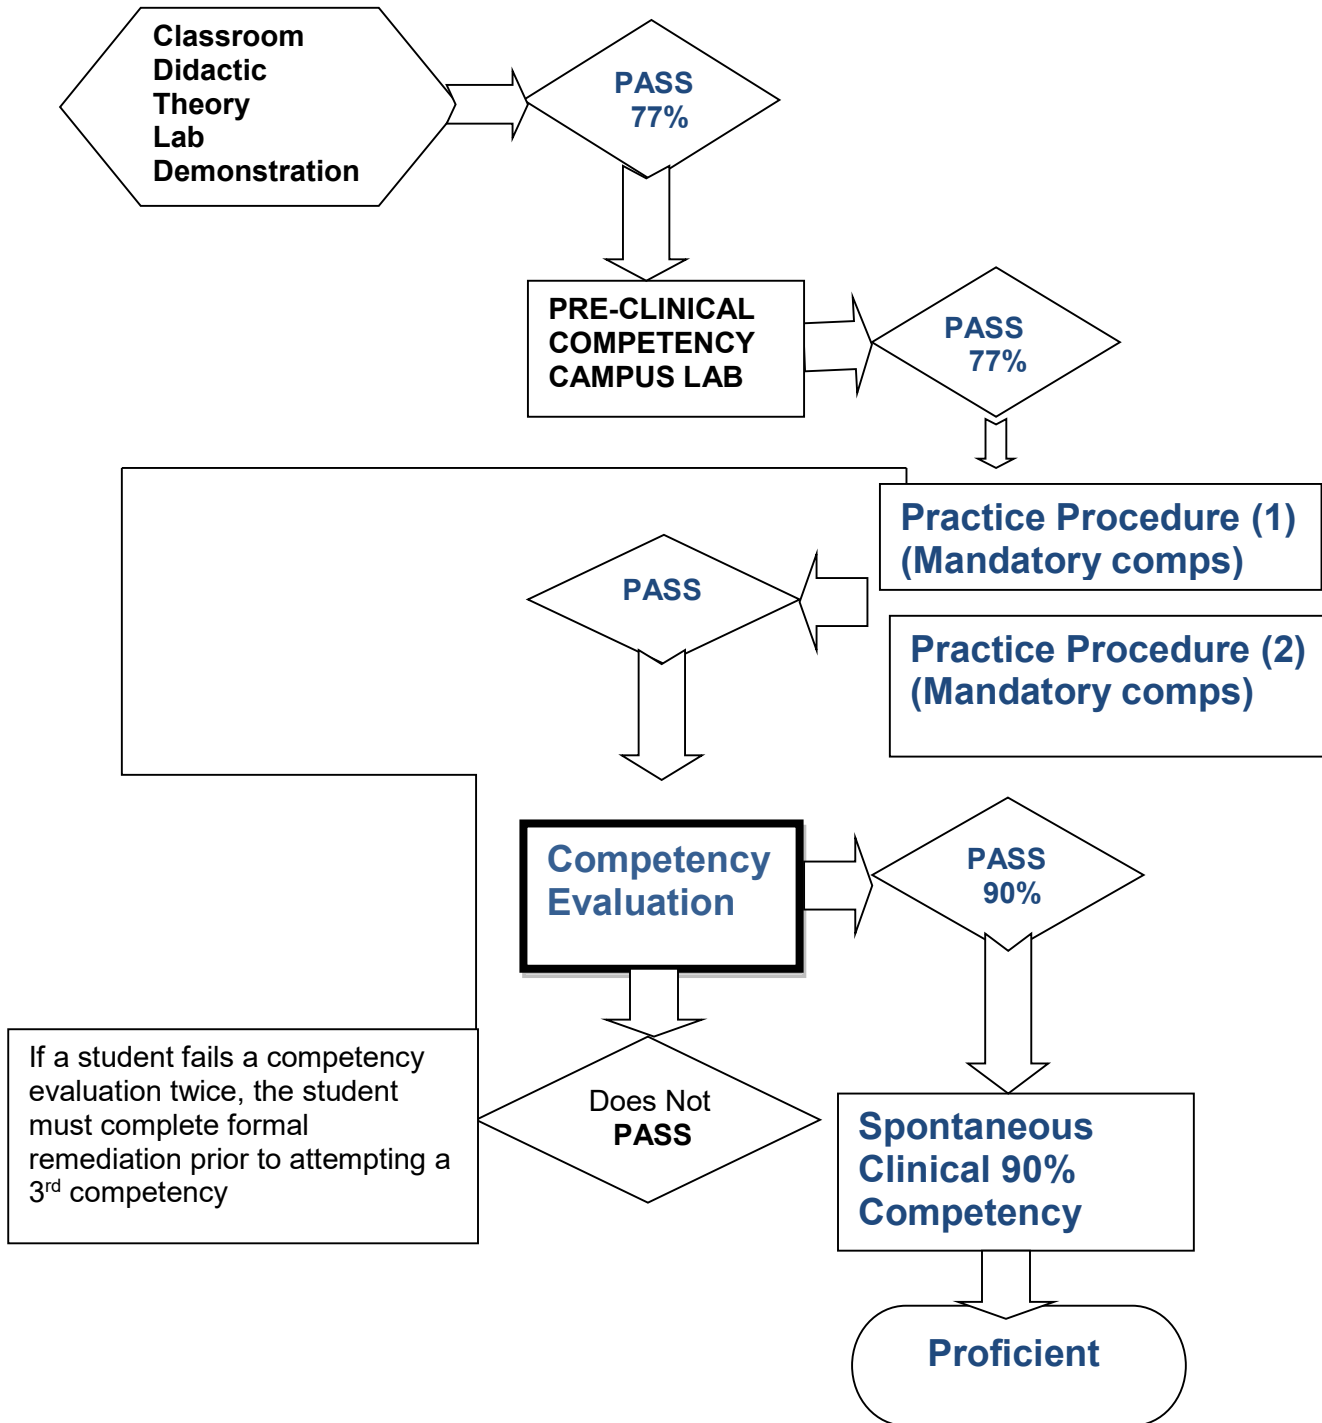 Classroom
Didactic
Theory
Lab
Demonstration
PASS
77%
PRE-CLINICAL
COMPETENCY
CAMPUS LAB
PASS
77%
Practice Procedure (1)
(Mandatory comps)
PASS
Practice Procedure (2)
(Mandatory comps)
Competency
Evaluation
PASS
90%
If a student fails a competency
evaluation twice, the student
must complete formal
remediation prior to attempting a
3rd competency
Does Not
PASS
Spontaneous
Clinical 90%
Competency
Proficient